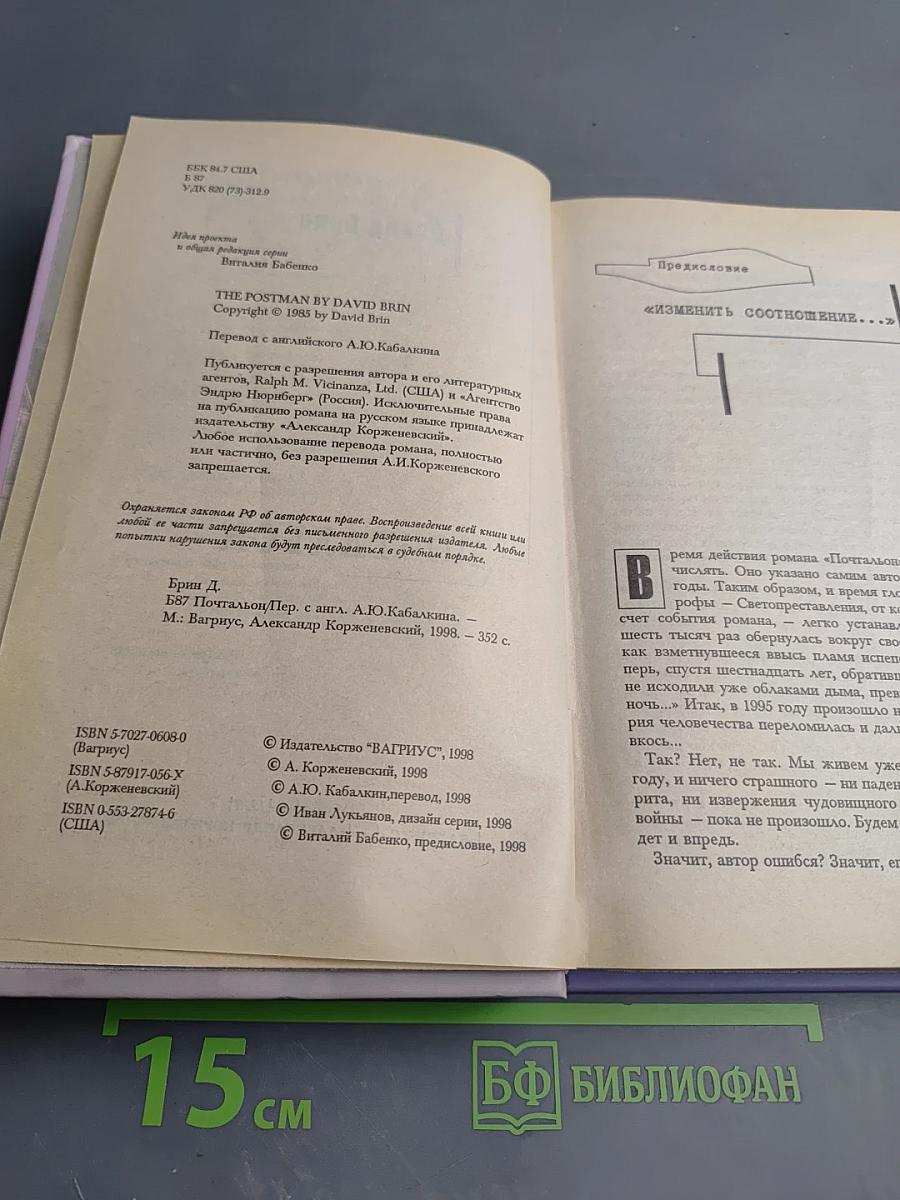 ББК 84.7 США
Б 87
УДК 820 (73)-312.9
Идея проекта
и общая редакция серии
Виталия Бабенко
THE POSTMAN BY DAVID BRIN
Copyright © 1985 by David Brin
Перевод с английского А.Ю.Кабалкина
Публикуется с разрешения автора и его литературных
агентов, Ralph M. Vicinanza, Ltd. (США) и «Агентство
Эндрю Нюрнберг» (Россия). Исключительные права
на публикацию романа на русском языке принадлежат
издательству «Александр Корженевский».
Любое использование перевода романа, полностью
или частично, без разрешения А.И.Корженевского
запрещается.
Охраняется законом РФ об авторском праве. Воспроизведение всей книги или
любой ее части запрещается без письменного разрешения издателя. Любые
попытки нарушения закона будут преследоваться в судебном порядке.
Брин Д.
Б87 Почтальон/Пер. с англ. А.Ю.Кабалкина. —
М.: Вагриус, Александр Корженевский, 1998. – 352 с.
ISBN 5-7027-0608-0
(Вагриус)
ISBN 5-87917-056-X
(А.Корженевский)
ISBN 0-553-27874-6
(США)
© Издательство "ВАГРИУС", 1998
© А. Корженевский, 1998
© А.Ю. Кабалкин,перевод, 1998
© Иван Лукьянов, дизайн серии, 1998
© Виталий Бабенко, предисловие, 1998
Предисловие
«ИЗМЕНИТЬ СООТНОШЕНИЕ...»
Время действия романа «Почтальон»
числять. Оно указано самим авто
годы. Таким образом, и время гло
рофы — Светопреставления, от ко
счет события романа, — легко устанавл
шесть тысяч раз обернулась вокруг сво
как взметнувшееся ввысь пламя испеп
перь, спустя шестнадцать лет, обративш
не исходили уже облаками дыма, прев
ночь...» Итак, в 1995 году произошло н
рия человечества переломилась и даль
вкось...
Так? Нет, не так. Мы живем уже
году, и ничего страшного — ни паден
рита, ни извержения чудовищного
войны — пока не произошло. Будем
дет и впредь.
Значит, автор ошибся? Значит, ег
15 см
БФ БИБЛИОФАН